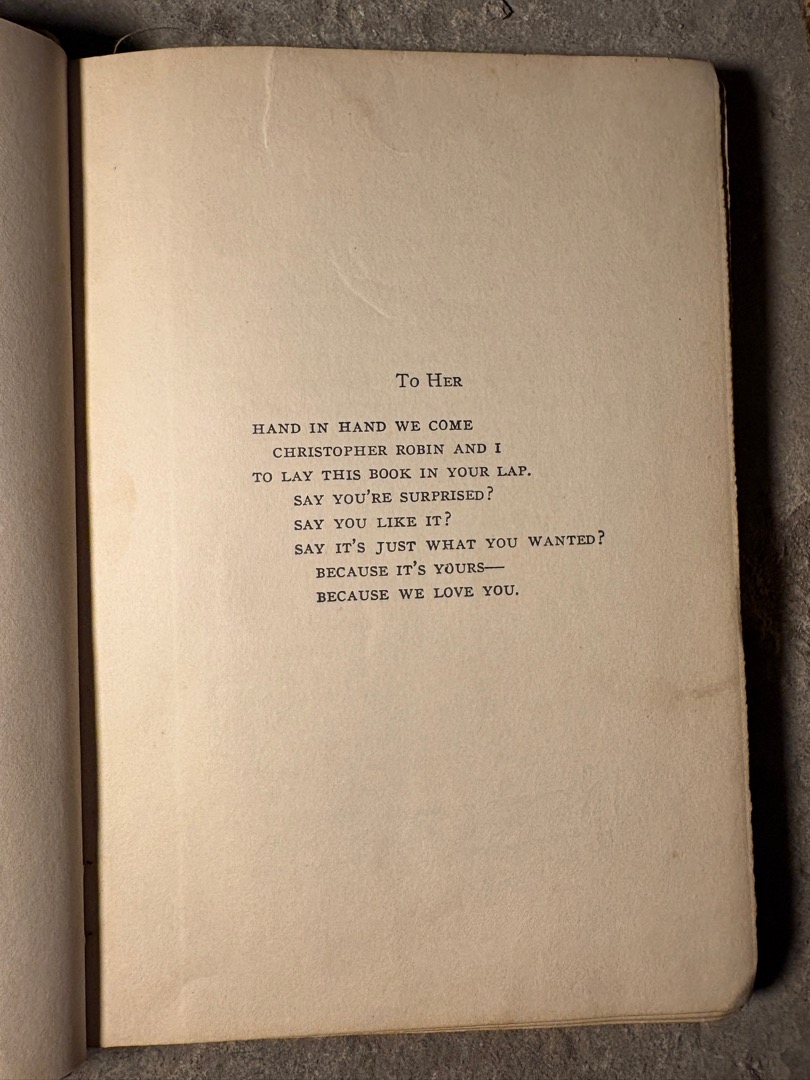 To Her
HAND IN HAND WE COME
CHRISTOPHER ROBIN AND I
TO LAY THIS BOOK IN YOUR LAP.
SAY YOU'RE SURPRISED?
SAY YOU LIKE IT?
SAY IT'S JUST WHAT YOU WANTED?
BECAUSE IT'S YOURS—
BECAUSE WE LOVE YOU.